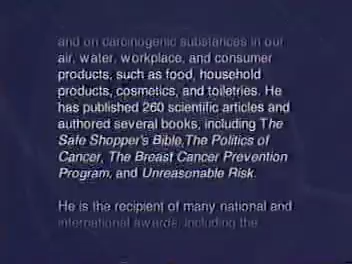 and on carcinogenic substances in our
air, water, workplace, and consumer
products, such as food, household
products, cosmetics, and toiletries. He
has published 260 scientific articles and
authored several books, including The
Safe Shopper's Bible,The Politics of
Cancer, The Breast Cancer Prevention
Program, and Unreasonable Risk.
He is the recipient of many national and
international awards, including the